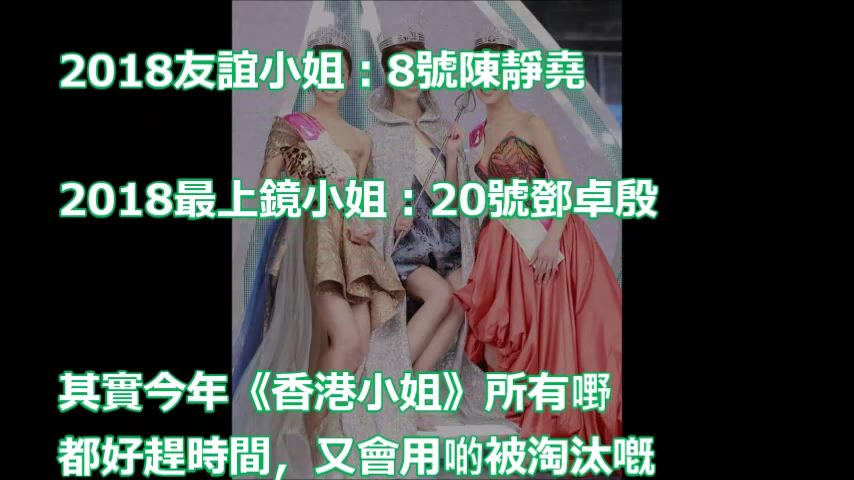 2018友誼小姐：8號陳靜堯
2018最上鏡小姐：20號鄧卓殷
其實今年《香港小姐》所有嘢
都好趕時間，又會用啲被淘汰嘅